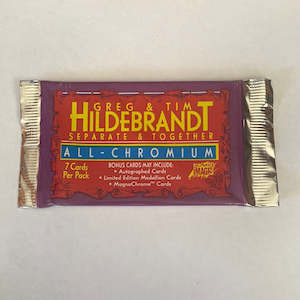 GREG & TIM
HILDEBRANDT
SEPARATE & TOGETHER
ALL-CHROMIUM
7 Cards
Per Pack
BONUS CARDS MAY INCLUDE:
• Autographed Cards
• Limited Edition Medallion Cards
• MagnaChrome™ Cards